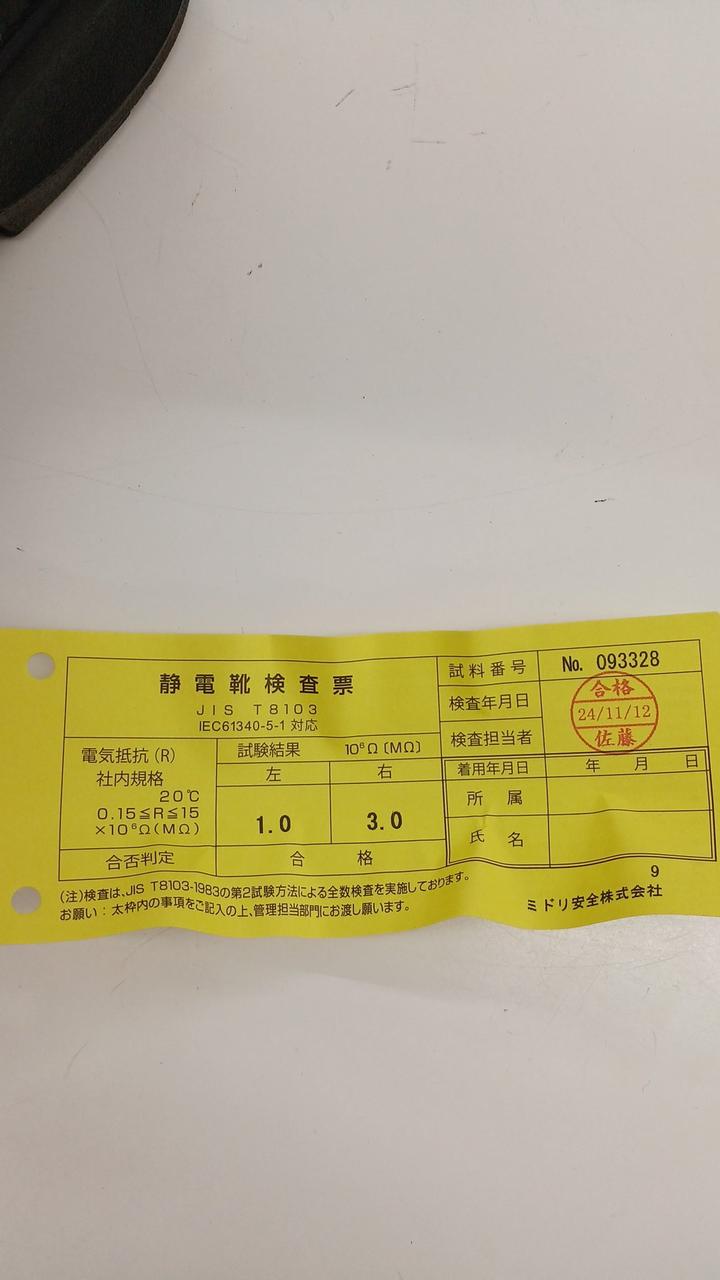 静電靴検査票
JIS T8103
IEC61340-5-1 対応
試料番号 No. 093328
検査年月日
検査担当者
合格
24/11/12
佐藤
電気抵抗(R)
社内規格
20℃
0.15≦R≦15
×10⁶Ω(MΩ)
試験結果 10⁶Ω〔MΩ〕
左 右
1.0 3.0
合否判定 合格
着用年月日 年 月 日
所属
氏名
(注)検査は、JIS T8103-1983の第2試験方法による全数検査を実施しております。
お願い：太枠内の事項をご記入の上、管理担当部門にお渡し願います。
9
ミドリ安全株式会社